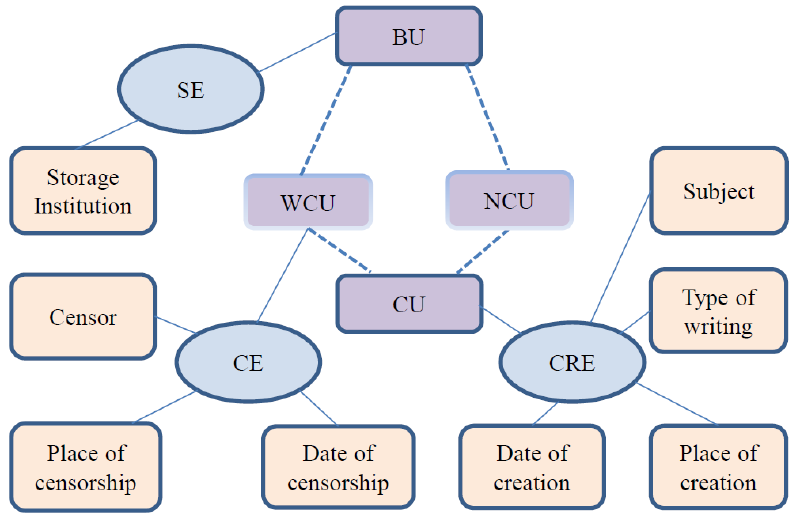 BU
SE
Storage
Institution
WCU
NCU
Subject
Censor
CU
Type of
writing
CE
CRE
Place of
censorship
Date of
censorship
Date of
creation
Place of
creation